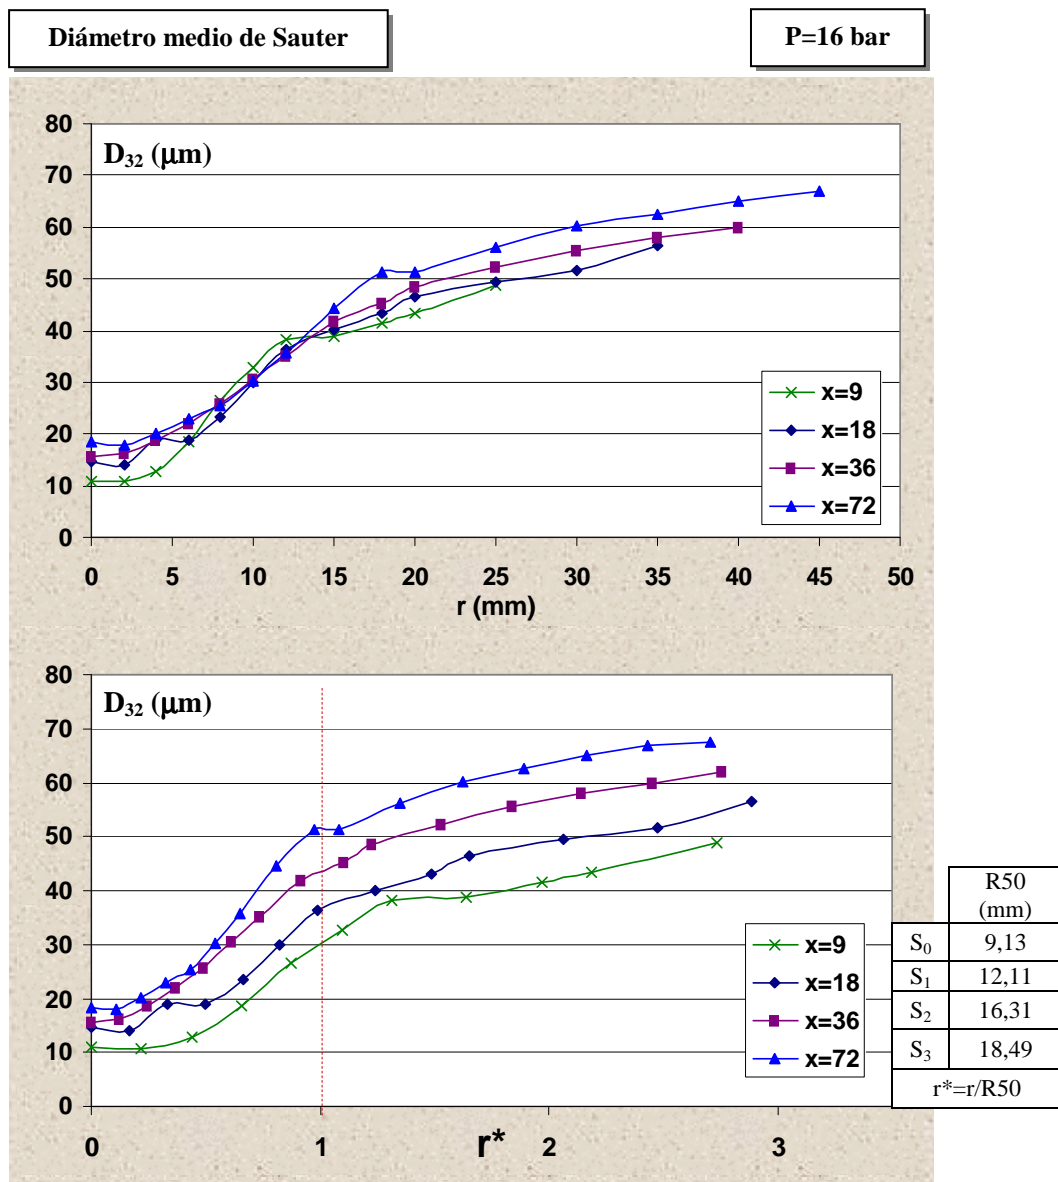 Diámetro medio de Sauter
P=16 bar
D32 (μm)
80
70
60
50
40
30
20
10
0
0 5 10 15 20 25 30 35 40 45 50
r (mm)
x=9
x=18
x=36
x=72
D32 (μm)
80
70
60
50
40
30
20
10
0
0 1 r* 2 3
x=9
x=18
x=36
x=72
R50
(mm)
S0 9,13
S1 12,11
S2 16,31
S3 18,49
r*=r/R50